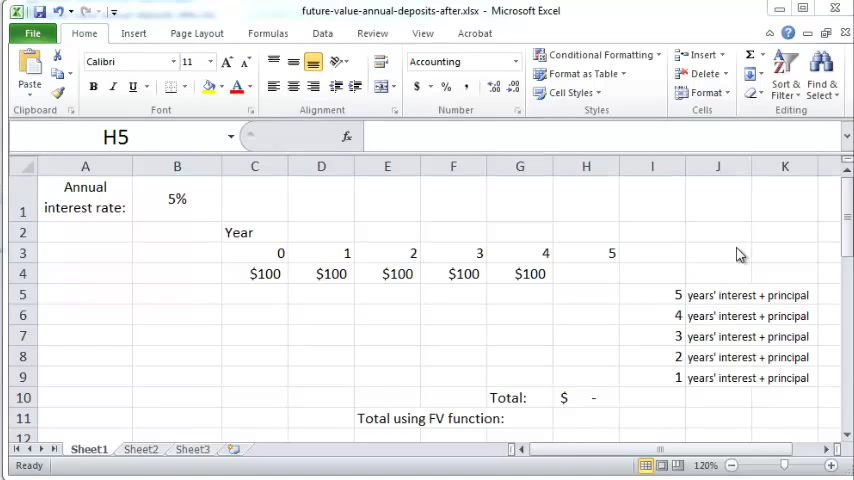 future-value-annual-deposits-after.xlsx - Microsoft Excel
File Home Insert Page Layout Formulas Data Review View Acrobat
Paste
Calibri 11 A A
B I U A
Accounting
$ % ,
Conditional Formatting
Format as Table
Cell Styles
Insert
Delete
Format
Σ
Sort & Filter
Find & Select
Clipboard Font Alignment Number Styles Cells Editing
H5 fx
A B C D E F G H I J K
1 Annual interest rate: 5%
2 Year
3 0 1 2 3 4 5
4 $100 $100 $100 $100 $100
5 5 years' interest + principal
6 4 years' interest + principal
7 3 years' interest + principal
8 2 years' interest + principal
9 1 years' interest + principal
10 Total: $ -
11 Total using FV function:
12
Sheet1 Sheet2 Sheet3
Ready 120%